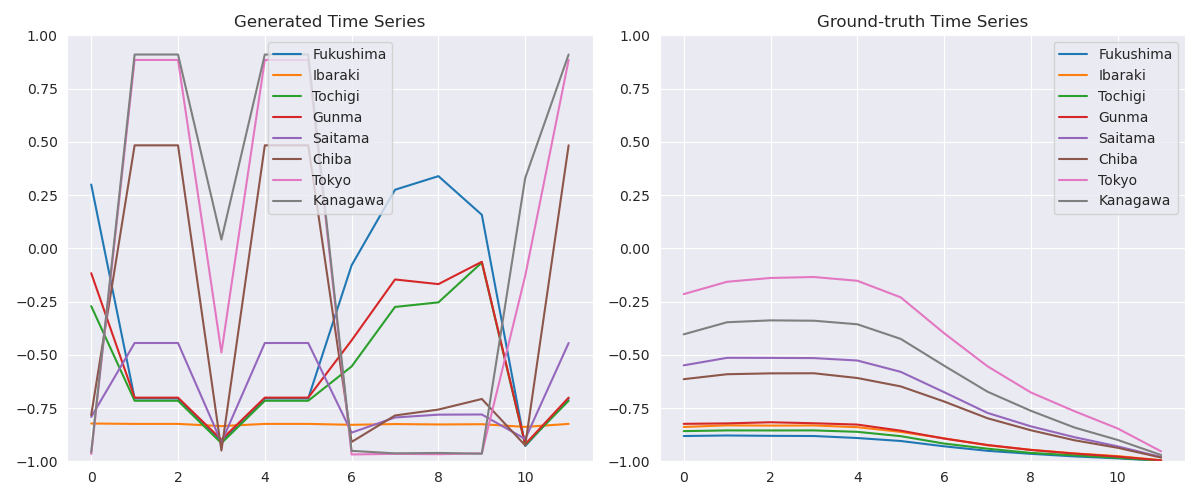 Generated Time Series
1.00
0.75
0.50
0.25
0.00
−0.25
−0.50
−0.75
−1.00
0 2 4 6 8 10
Fukushima
Ibaraki
Tochigi
Gunma
Saitama
Chiba
Tokyo
Kanagawa
Ground-truth Time Series
1.00
0.75
0.50
0.25
0.00
−0.25
−0.50
−0.75
−1.00
0 2 4 6 8 10
Fukushima
Ibaraki
Tochigi
Gunma
Saitama
Chiba
Tokyo
Kanagawa